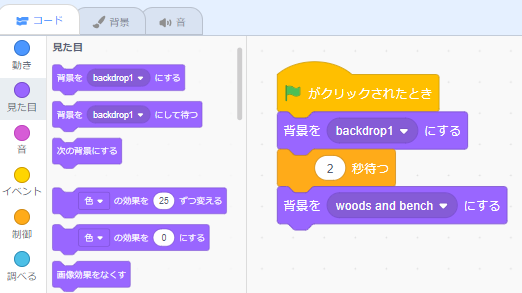 コード 背景 音
動き
見た目
音
イベント
制御
調べる
見た目
背景を backdrop1 にする
背景を backdrop1 にして待つ
次の背景にする
色 の効果を 25 ずつ変える
色 の効果を 0 にする
画像効果をなくす
がクリックされたとき
背景を backdrop1 にする
2 秒待つ
背景を woods and bench にする